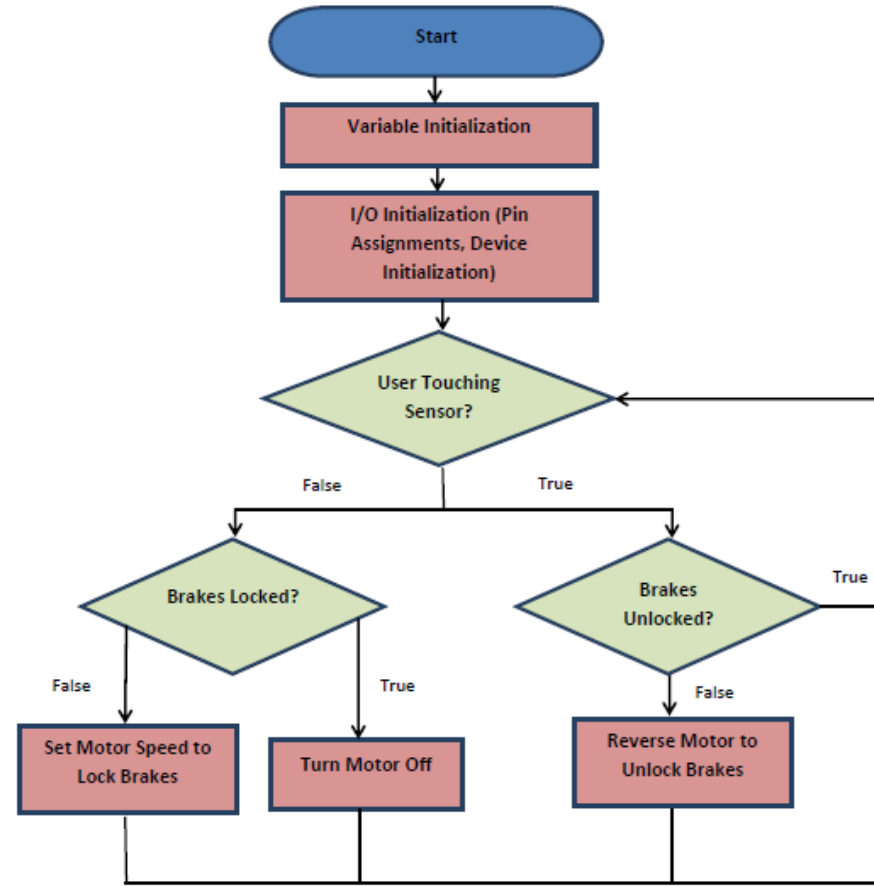 Start
Variable Initialization
I/O Initialization (Pin
Assignments, Device
Initialization)
User Touching
Sensor?
False
True
Brakes Locked?
Brakes
Unlocked?
True
False
True
False
Set Motor Speed to
Lock Brakes
Turn Motor Off
Reverse Motor to
Unlock Brakes